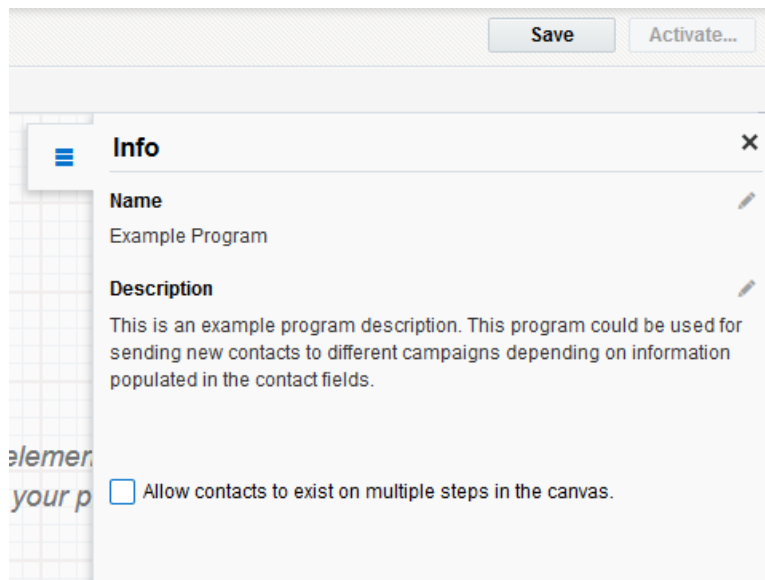 Save
Activate...
Info
Name
Example Program
Description
This is an example program description. This program could be used for
sending new contacts to different campaigns depending on information
populated in the contact fields.
your p
Allow contacts to exist on multiple steps in the canvas.